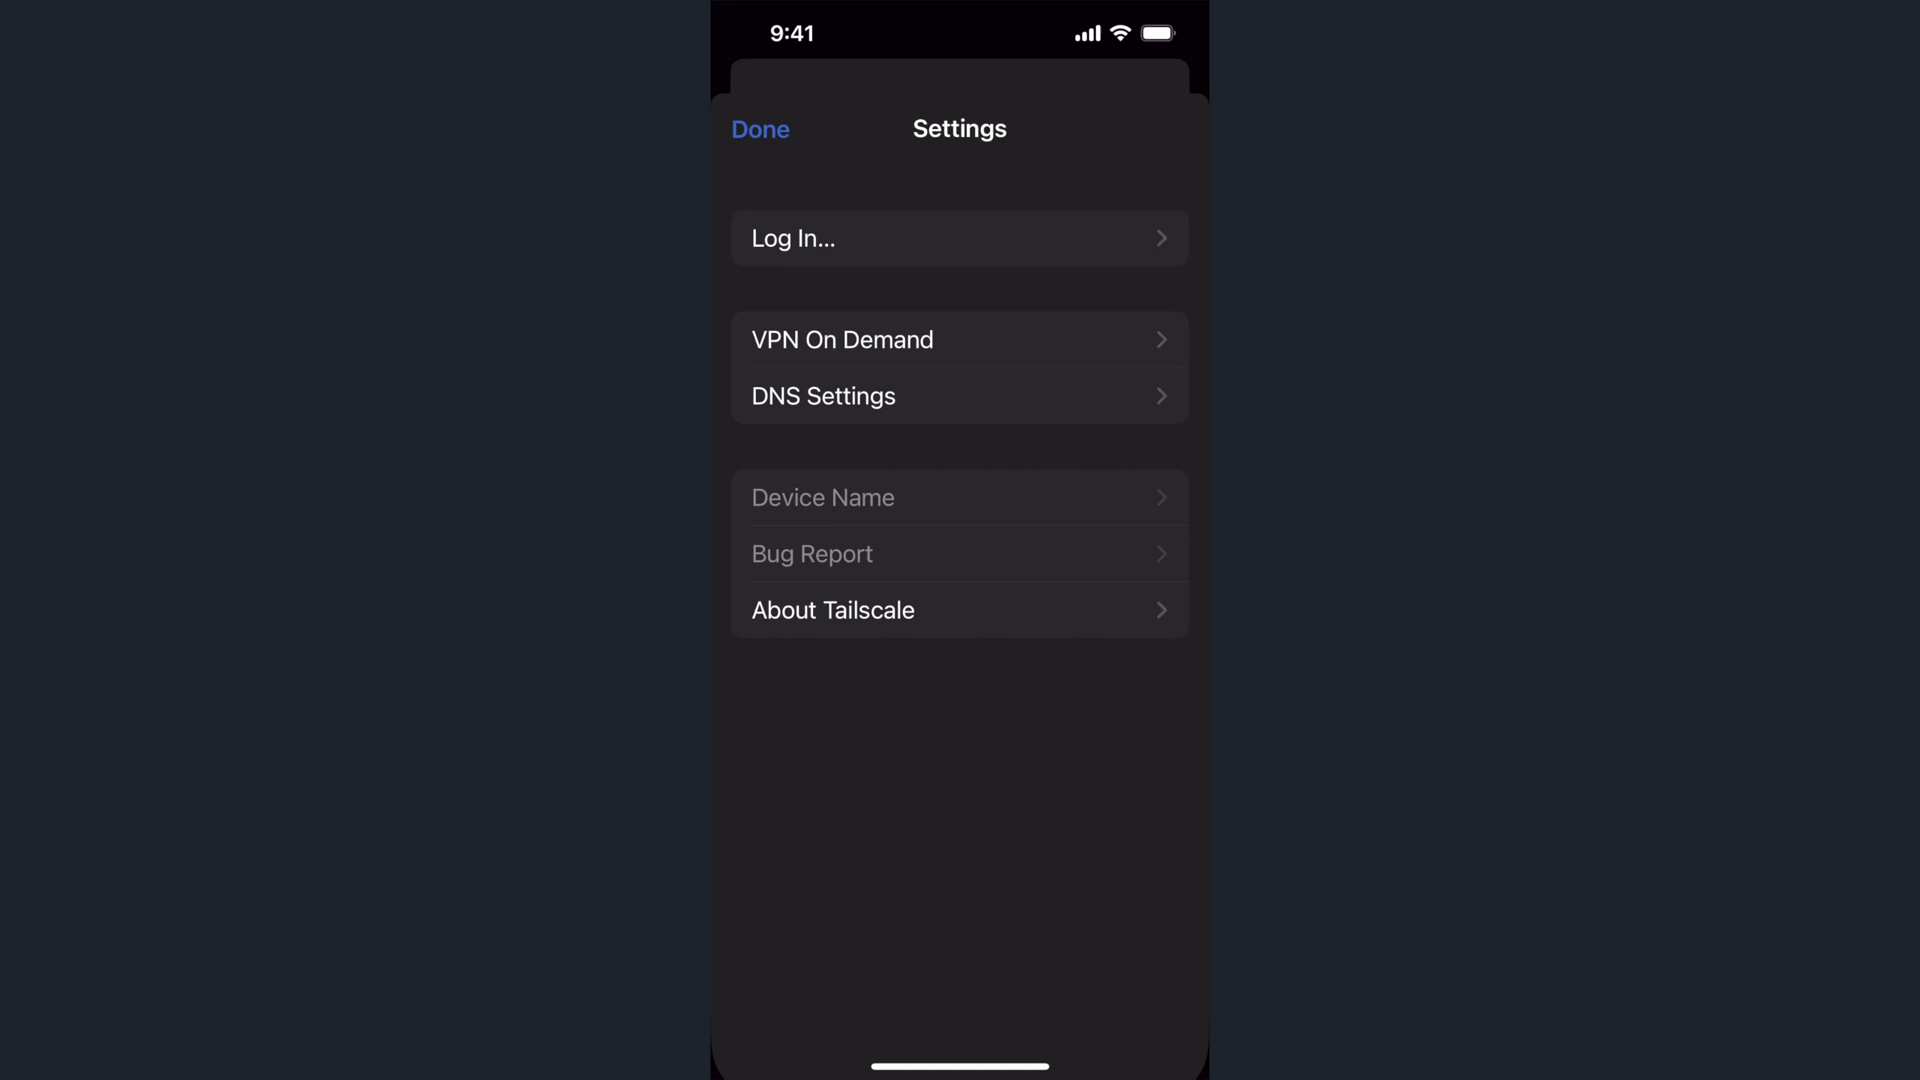 9:41
Done
Settings
Log In...
VPN On Demand
DNS Settings
Device Name
Bug Report
About Tailscale